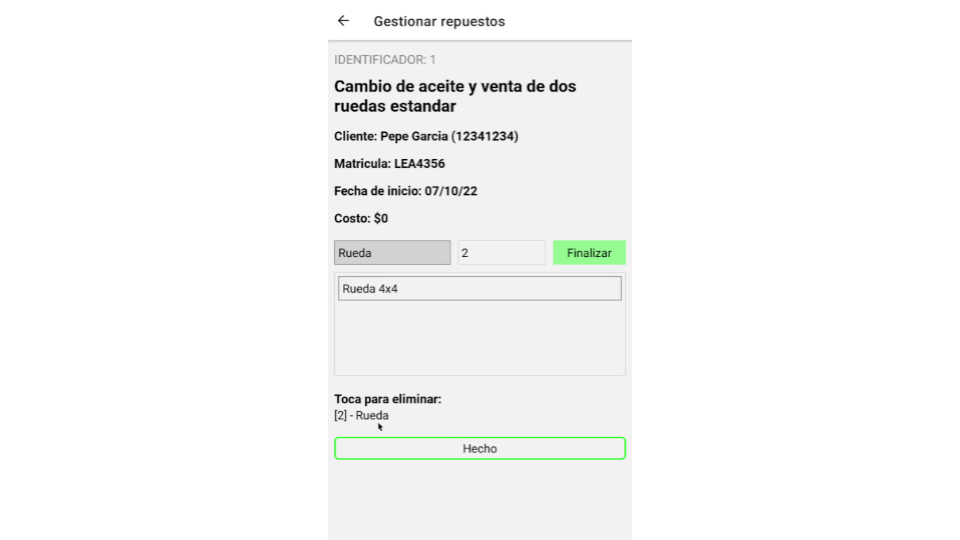 Gestionar repuestos
IDENTIFICADOR: 1
Cambio de aceite y venta de dos
ruedas estandar
Cliente: Pepe Garcia (12341234)
Matricula: LEA4356
Fecha de inicio: 07/10/22
Costo: $0
Rueda 2 Finalizar
Rueda 4x4
Toca para eliminar:
[2] - Rueda
Hecho